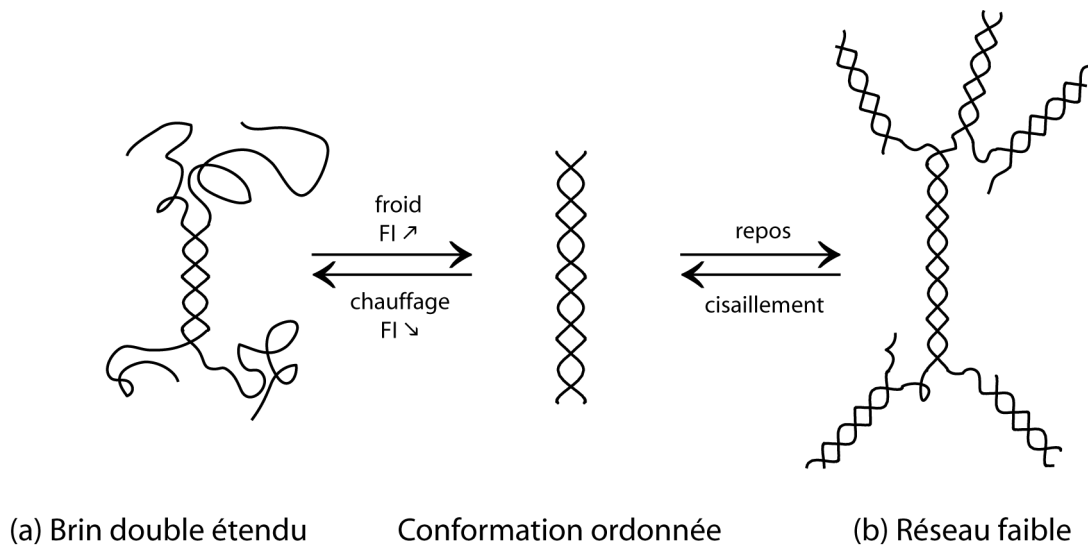 froid
FI ↗
chauffage
FI ↘
repos
cisaillement
(a) Brin double étendu
Conformation ordonnée
(b) Réseau faible